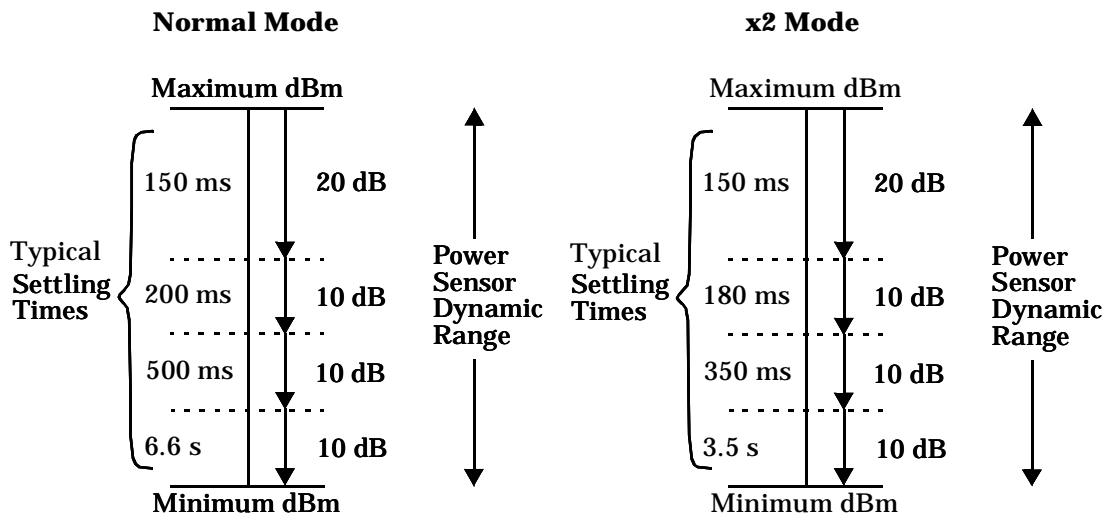 Normal Mode
Maximum dBm
150 ms
20 dB
Typical
Settling
Times
200 ms
10 dB
Power
Sensor
Dynamic
Range
500 ms
10 dB
6.6 s
10 dB
Minimum dBm
x2 Mode
Maximum dBm
150 ms
20 dB
Typical
Settling
Times
180 ms
10 dB
Power
Sensor
Dynamic
Range
350 ms
10 dB
3.5 s
10 dB
Minimum dBm